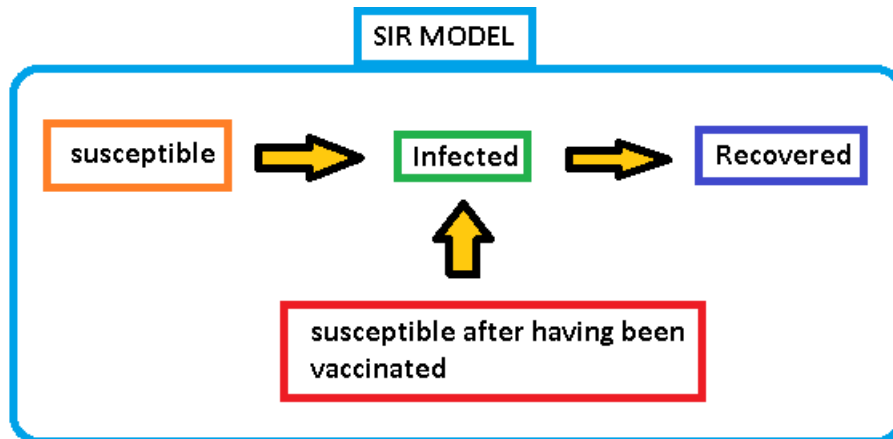 SIR MODEL
susceptible
Infected
Recovered
susceptible after having been
vaccinated